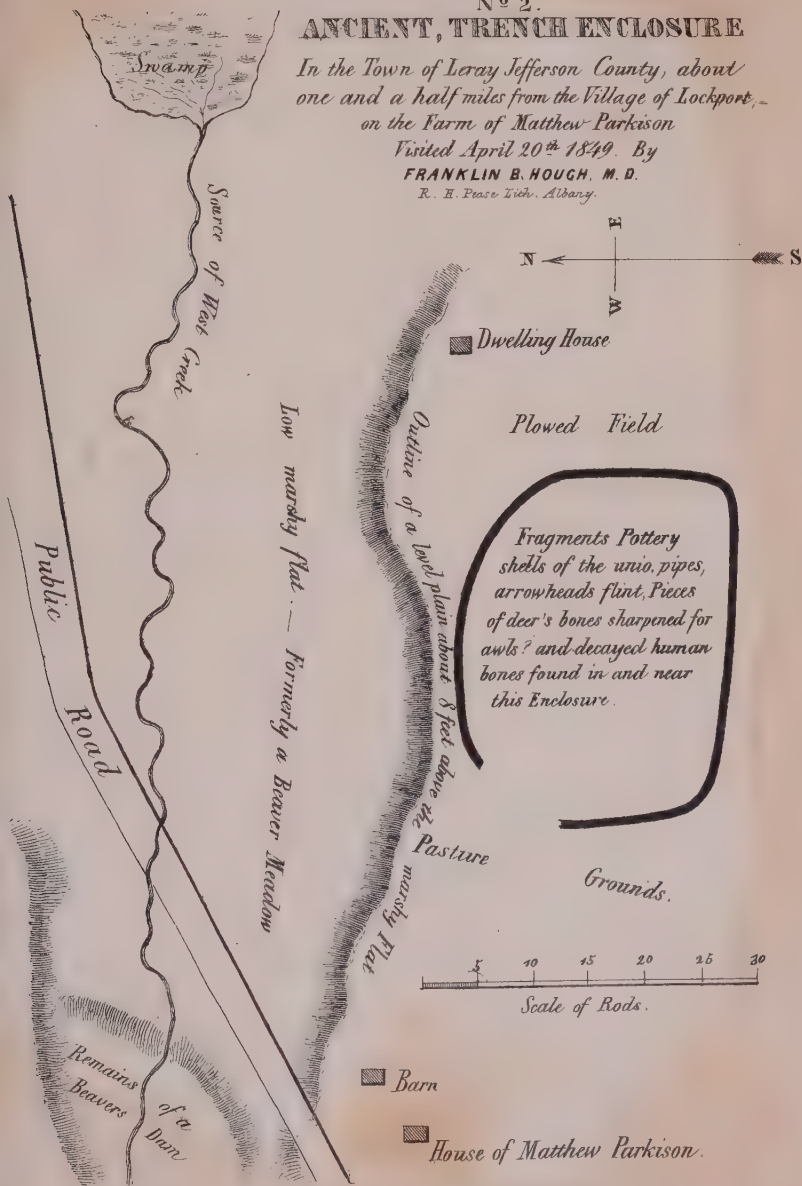 No 2.
ANCIENT, TRENCH ENCLOSURE
In the Town of Leray Jefferson County, about
one and a half miles from the Village of Lockport,
on the Farm of Matthew Parkison
Visited April 20th 1849. By
FRANKLIN B. HOUGH, M. D.
R. H. Pease Lith. Albany.
Swamp
Source of West Creek
E
N
S
W
Dwelling House
Plowed Field
Outline of a level plain about 8 feet above the marshy Flat
Low marshy flat. — Formerly a Beaver Meadow
Fragments Pottery
shells of the unio, pipes,
arrowheads flint, Pieces
of deer's bones sharpened for
awls? and decayed human
bones found in and near
this Enclosure.
Public Road
Pasture Grounds.
5 10 15 20 25 30
Scale of Rods.
Remains of a
Beavers Dam
Barn
House of Matthew Parkison.